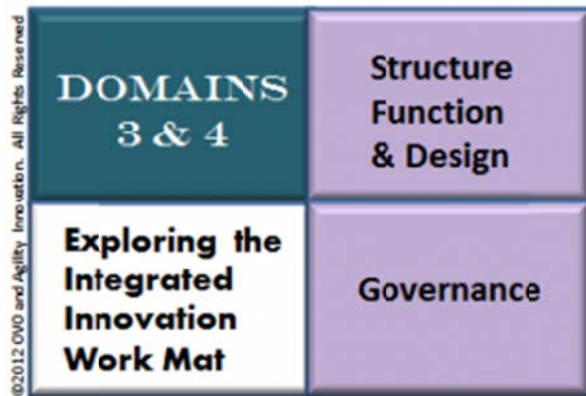 DOMAINS
3 & 4
Structure
Function
& Design
Exploring the
Integrated
Innovation
Work Mat
Governance
©2012 OVO and Agility Innovation. All Rights Reserved